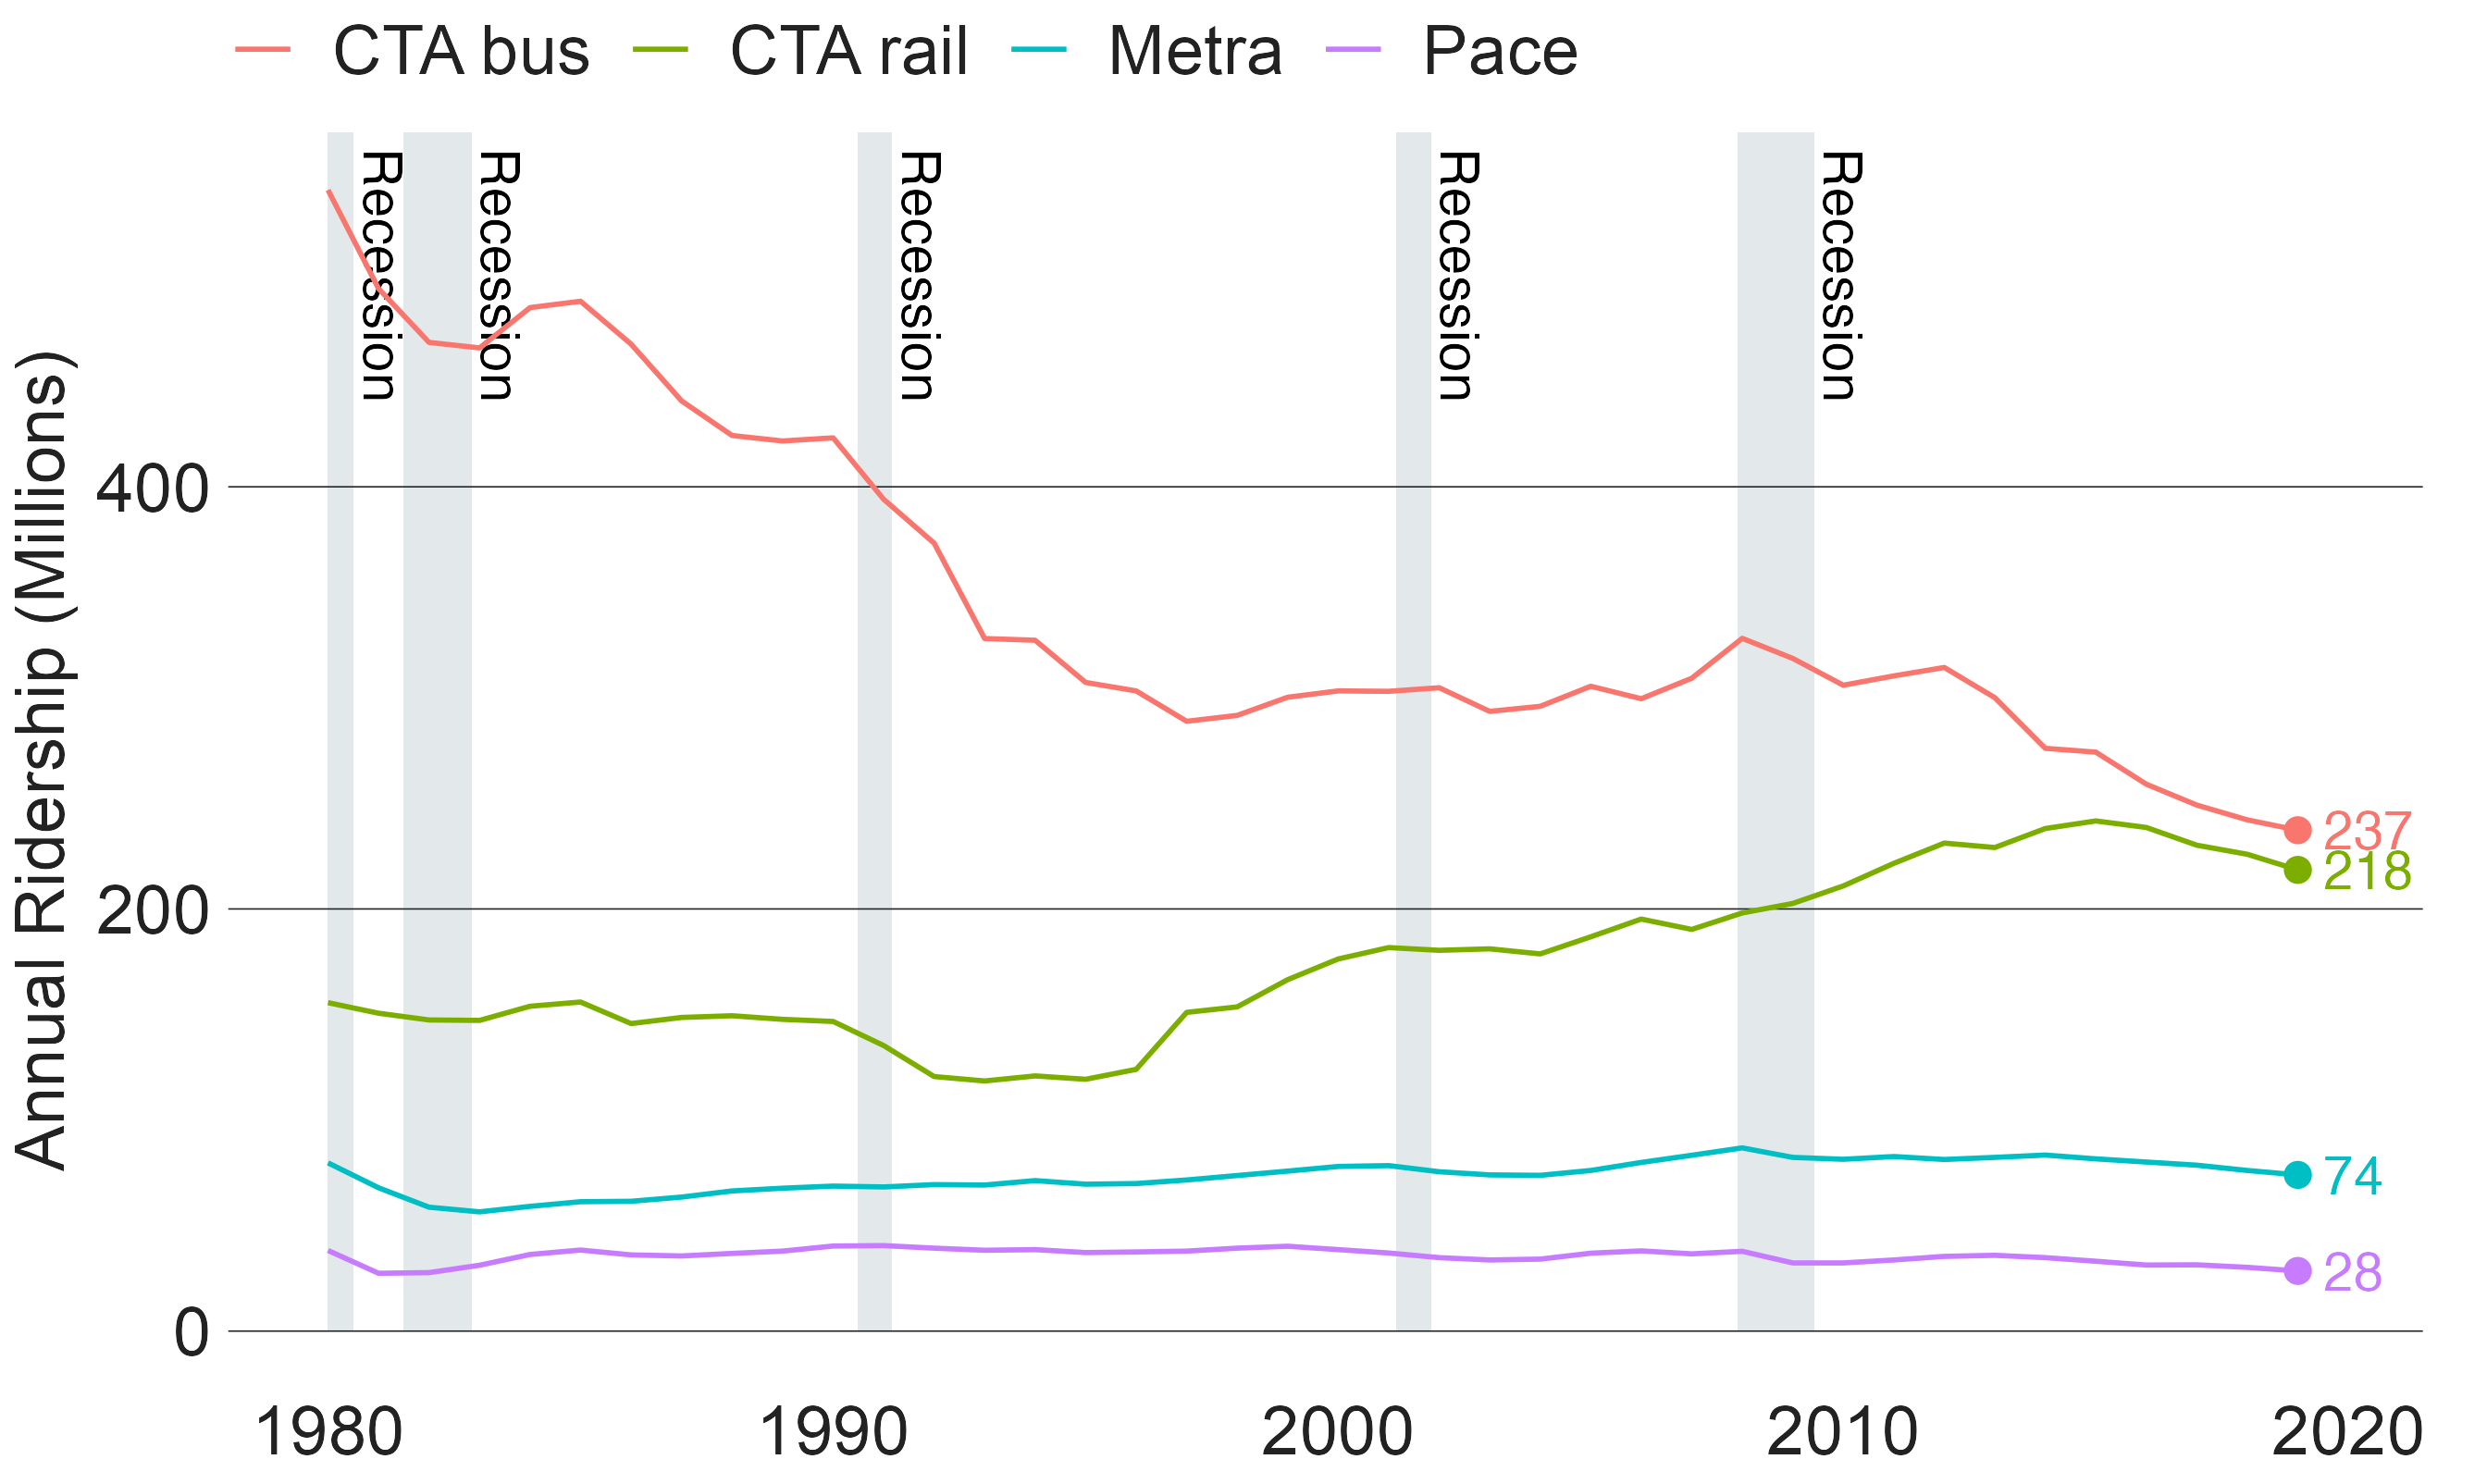 CTA bus CTA rail Metra Pace
Recession
Recession
Recession
Recession
Recession
Annual Ridership (Millions)
400
200
0
237
218
74
28
1980 1990 2000 2010 2020